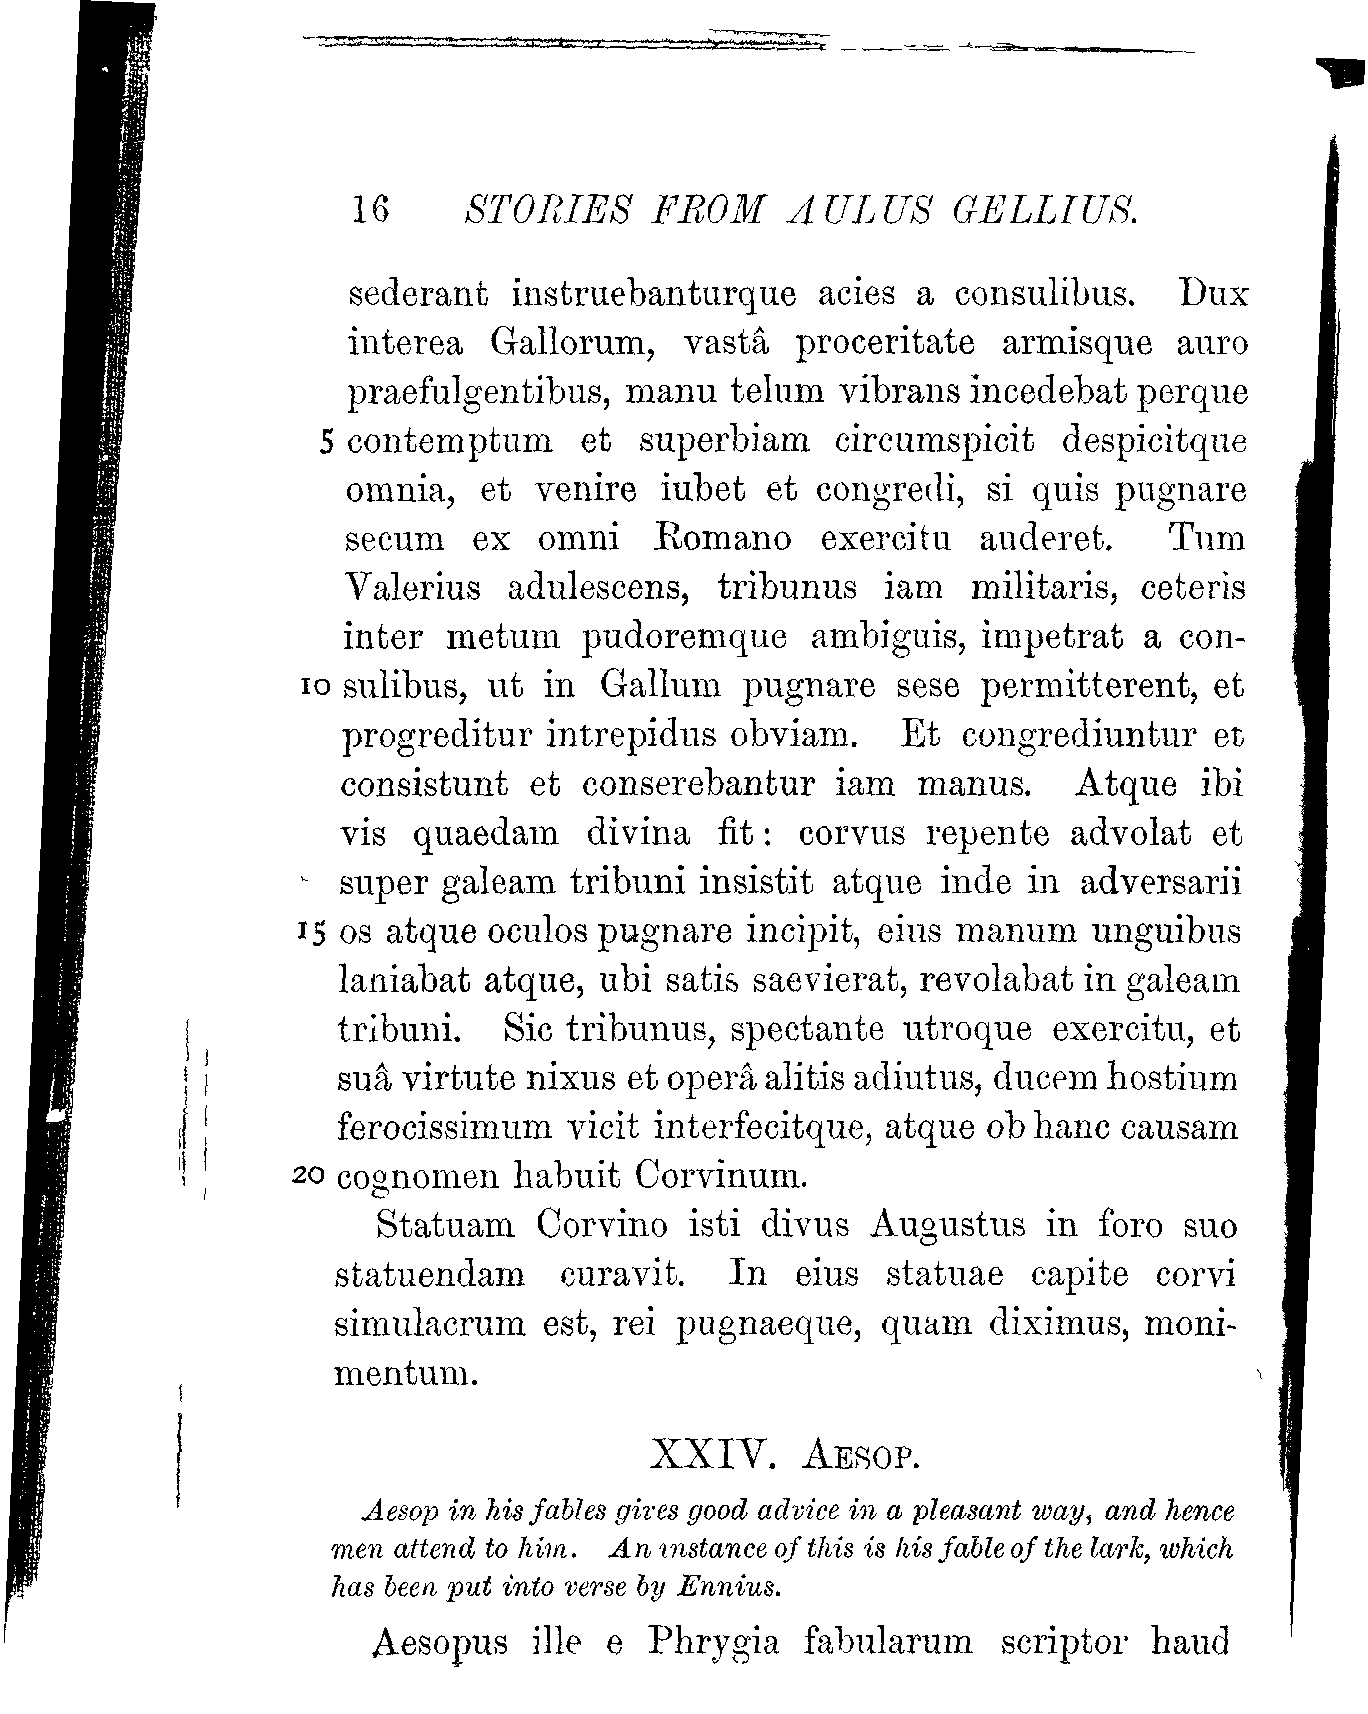 16 STORIES FROM AULUS GELLIUS.
sederant instruebanturque acies a consulibus. Dux
interea Gallorum, vastâ proceritate armisque auro
praefulgentibus, manu telum vibrans incedebat perque
5 contemptum et superbiam circumspicit despicitque
omnia, et venire iubet et congredi, si quis pugnare
secum ex omni Romano exercitu auderet. Tum
Valerius adulescens, tribunus iam militaris, ceteris
inter metum pudoremque ambiguis, impetrat a con-
10 sulibus, ut in Gallum pugnare sese permitterent, et
progreditur intrepidus obviam. Et congrediuntur et
consistunt et conserebantur iam manus. Atque ibi
vis quaedam divina fit: corvus repente advolat et
super galeam tribuni insistit atque inde in adversarii
15 os atque oculos pugnare incipit, eius manum unguibus
laniabat atque, ubi satis saevierat, revolabat in galeam
tribuni. Sic tribunus, spectante utroque exercitu, et
suâ virtute nixus et operâ alitis adiutus, ducem hostium
ferocissimum vicit interfecitque, atque ob hanc causam
20 cognomen habuit Corvinum.
Statuam Corvino isti divus Augustus in foro suo
statuendam curavit. In eius statuae capite corvi
simulacrum est, rei pugnaeque, quam diximus, moni-
mentum.
XXIV. AESOP.
Aesop in his fables gives good advice in a pleasant way, and hence
men attend to him. An instance of this is his fable of the lark, which
has been put into verse by Ennius.
Aesopus ille e Phrygia fabularum scriptor haud